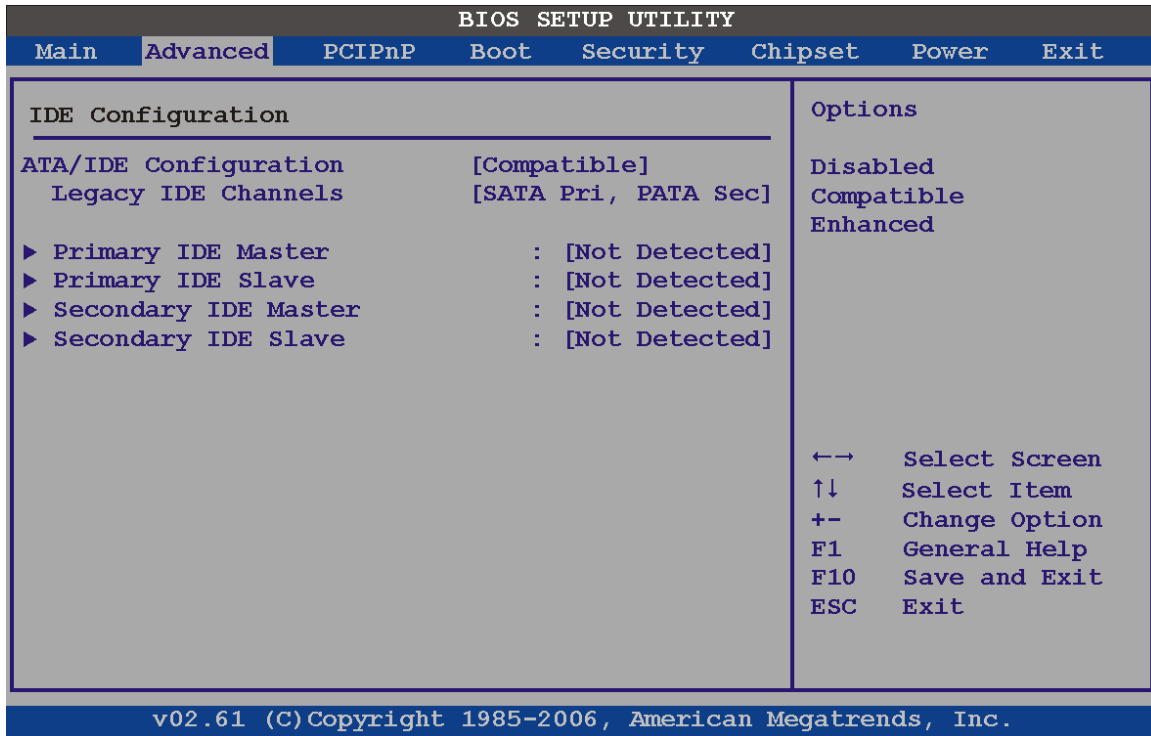 BIOS SETUP UTILITY
Main Advanced PCIPnP Boot Security Chipset Power Exit
IDE Configuration
ATA/IDE Configuration [Compatible]
Legacy IDE Channels [SATA Pri, PATA Sec]
▶ Primary IDE Master : [Not Detected]
▶ Primary IDE Slave : [Not Detected]
▶ Secondary IDE Master : [Not Detected]
▶ Secondary IDE Slave : [Not Detected]
Options
Disabled
Compatible
Enhanced
←→ Select Screen
↑↓ Select Item
+- Change Option
F1 General Help
F10 Save and Exit
ESC Exit
v02.61 (C)Copyright 1985-2006, American Megatrends, Inc.